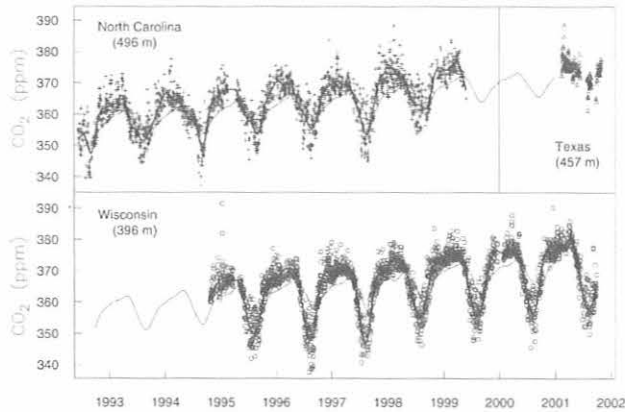 North Carolina
(496 m)
390
380
370
360
350
340
CO₂ (ppm)
Texas
(457 m)
Wisconsin
(396 m)
390
380
370
360
350
340
CO₂ (ppm)
1993 1994 1995 1996 1997 1998 1999 2000 2001 2002